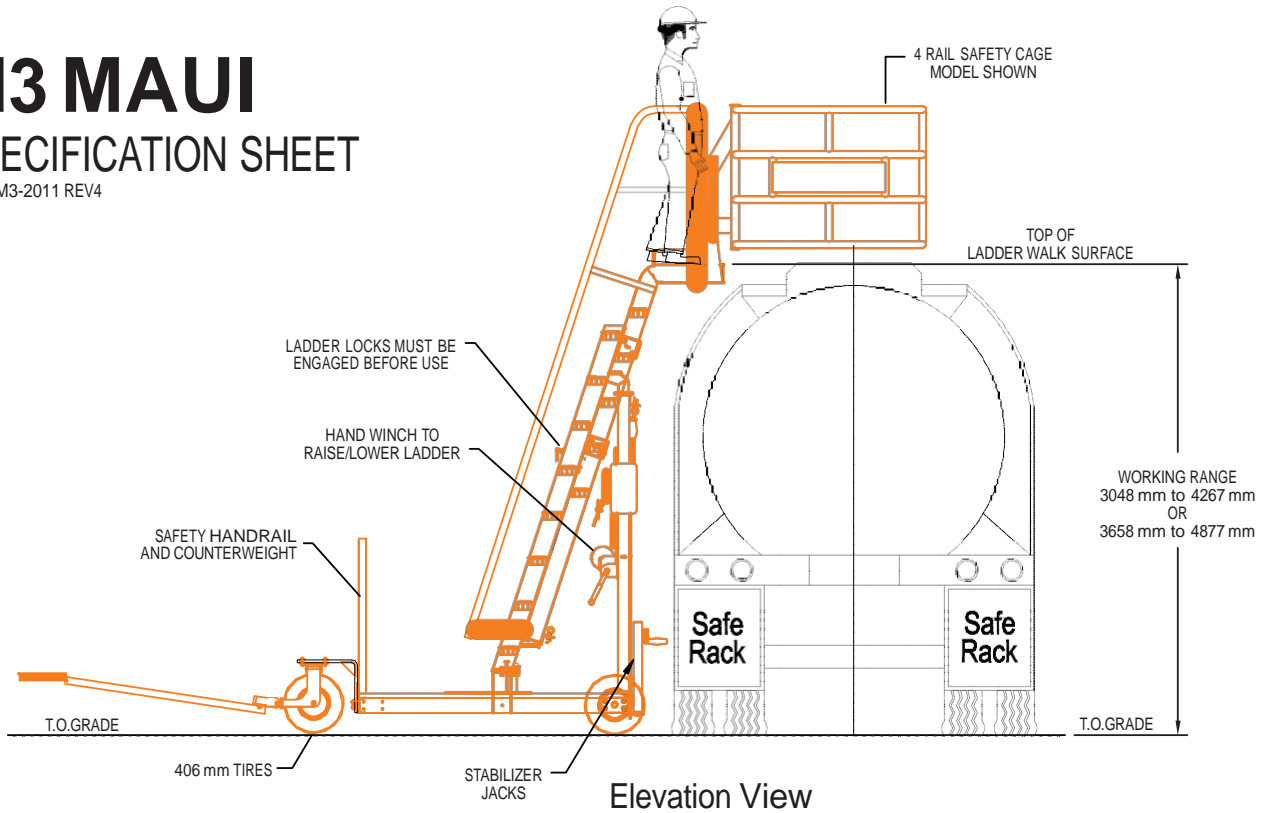 13 MAUI
ECIFICATION SHEET
M3-2011 REV4
4 RAIL SAFETY CAGE
MODEL SHOWN
TOP OF
LADDER WALK SURFACE
LADDER LOCKS MUST BE
ENGAGED BEFORE USE
HAND WINCH TO
RAISE/LOWER LADDER
WORKING RANGE
3048 mm to 4267 mm
OR
3658 mm to 4877 mm
SAFETY HANDRAIL
AND COUNTERWEIGHT
Safe
Rack
Safe
Rack
T.O.GRADE
T.O.GRADE
406 mm TIRES
STABILIZER
JACKS
Elevation View